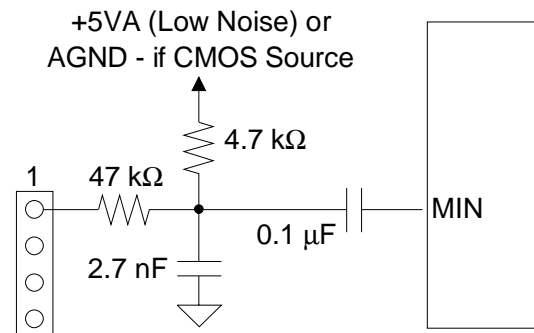 +5VA (Low Noise) or
AGND - if CMOS Source
4.7 kΩ
1
47 kΩ
MIN
0.1 μF
2.7 nF